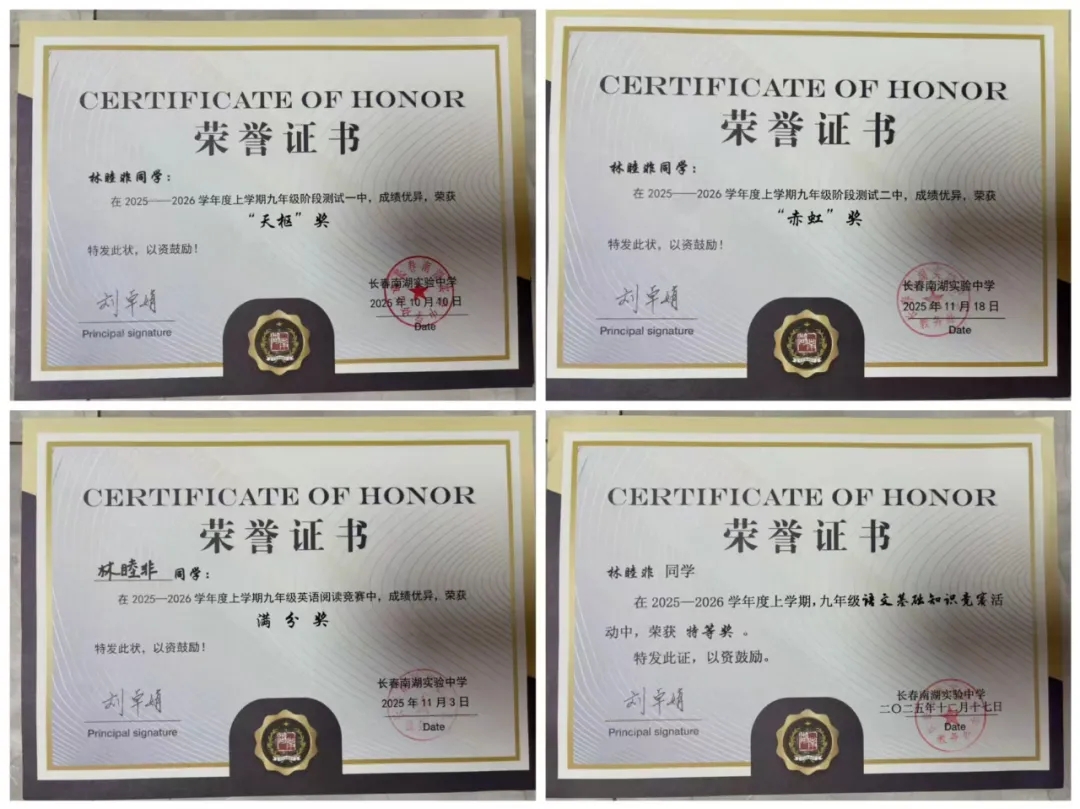 CERTIFICATE OF HONOR
荣誉证书
林睦非同学：
在 2025——2026 学年度上学期九年级阶段测试一中，成绩优异，荣获
“天枢”奖
特发此状，以资鼓励！
刘卓娟
Principal signature
长春南湖实验中学
2025 年 10 月 10 日
Date
CERTIFICATE OF HONOR
荣誉证书
林睦非同学：
在 2025——2026 学年度上学期九年级阶段测试二中，成绩优异，荣获
“赤虹”奖
特发此状，以资鼓励！
刘卓娟
Principal signature
长春南湖实验中学
2025 年 11 月 18 日
Date
CERTIFICATE OF HONOR
荣誉证书
林睦非 同学：
在 2025—2026 学年度上学期九年级英语阅读竞赛中，成绩优异，荣获
满 分 奖
特发此状，以资鼓励！
刘卓娟
Principal signature
长春南湖实验中学
2025 年 11 月 3 日
Date
CERTIFICATE OF HONOR
荣誉证书
林睦非 同学
在 2025—2026 学年度上学期，九年级语文基础知识竞赛活
动中，荣获 特等奖 。
特发此证，以资鼓励。
刘卓娟
Principal signature
长春南湖实验中学
Date